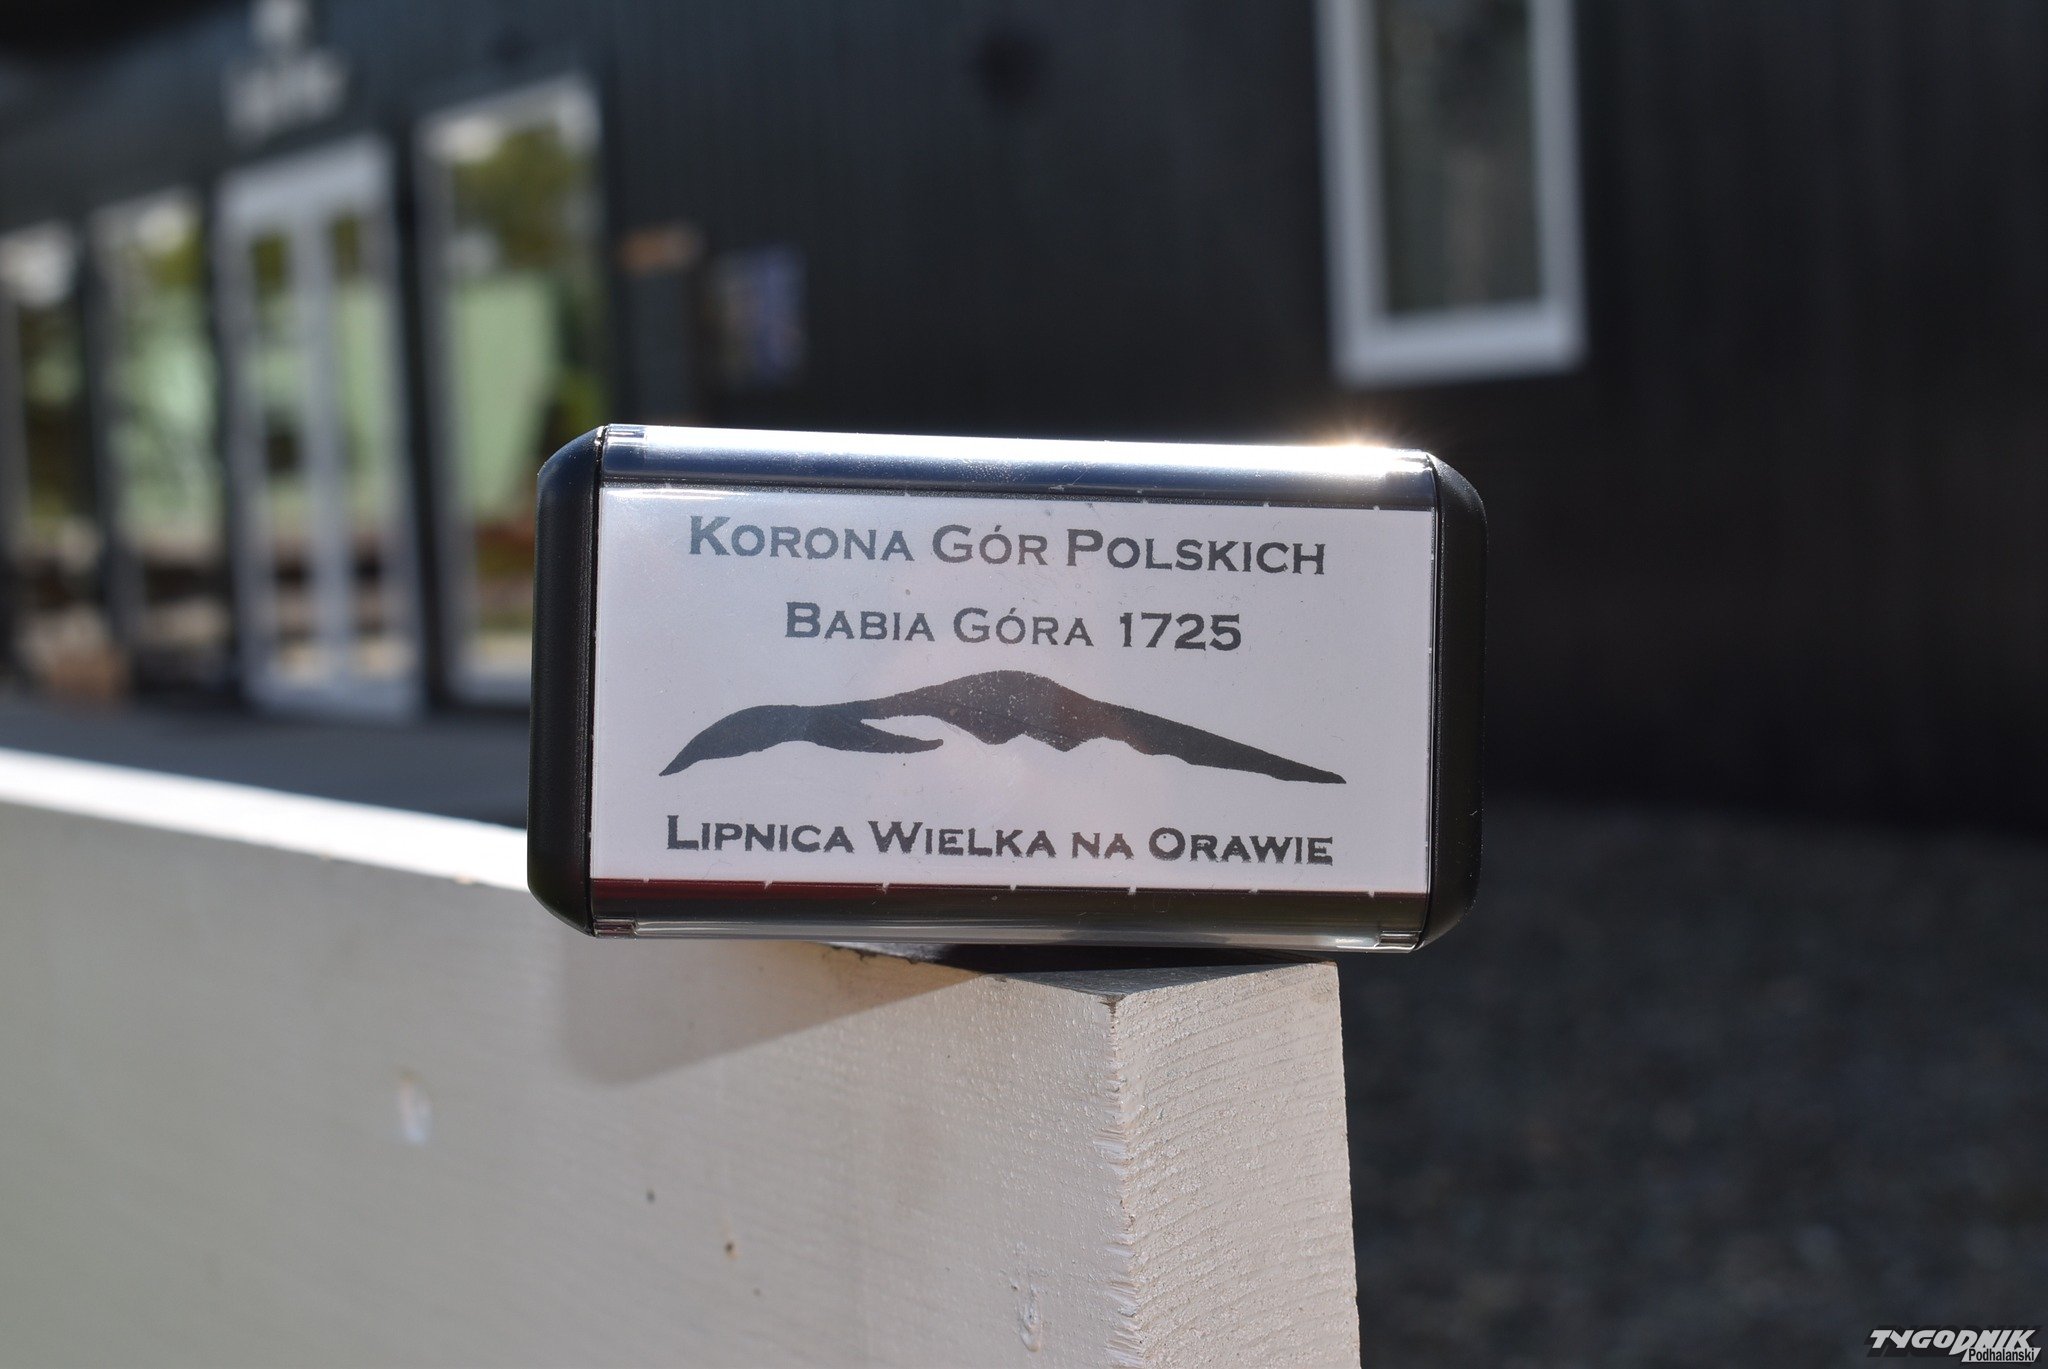 Korona Gór Polskich
Babia Góra 1725
Lipnica Wielka na Orawie
TYGODNIK
Podhalański